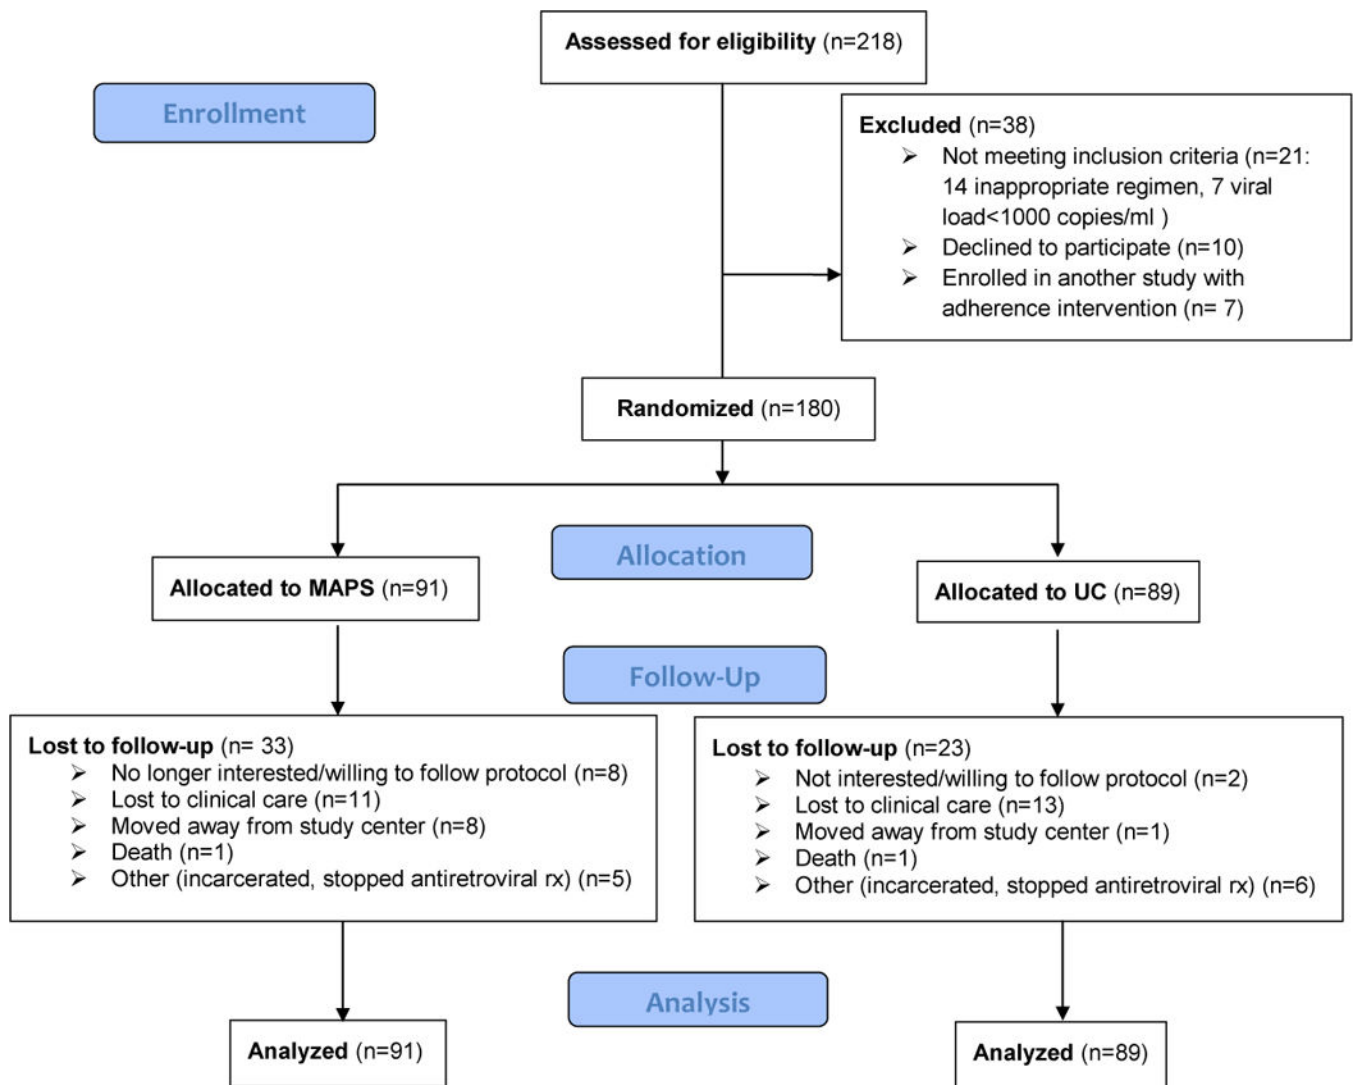 Assessed for eligibility (n=218)
Enrollment
Excluded (n=38)
➢ Not meeting inclusion criteria (n=21:
14 inappropriate regimen, 7 viral
load<1000 copies/ml )
➢ Declined to participate (n=10)
➢ Enrolled in another study with
adherence intervention (n= 7)
Randomized (n=180)
Allocation
Allocated to MAPS (n=91)
Allocated to UC (n=89)
Follow-Up
Lost to follow-up (n= 33)
➢ No longer interested/willing to follow protocol (n=8)
➢ Lost to clinical care (n=11)
➢ Moved away from study center (n=8)
➢ Death (n=1)
➢ Other (incarcerated, stopped antiretroviral rx) (n=5)
Lost to follow-up (n=23)
➢ Not interested/willing to follow protocol (n=2)
➢ Lost to clinical care (n=13)
➢ Moved away from study center (n=1)
➢ Death (n=1)
➢ Other (incarcerated, stopped antiretroviral rx) (n=6)
Analysis
Analyzed (n=91)
Analyzed (n=89)